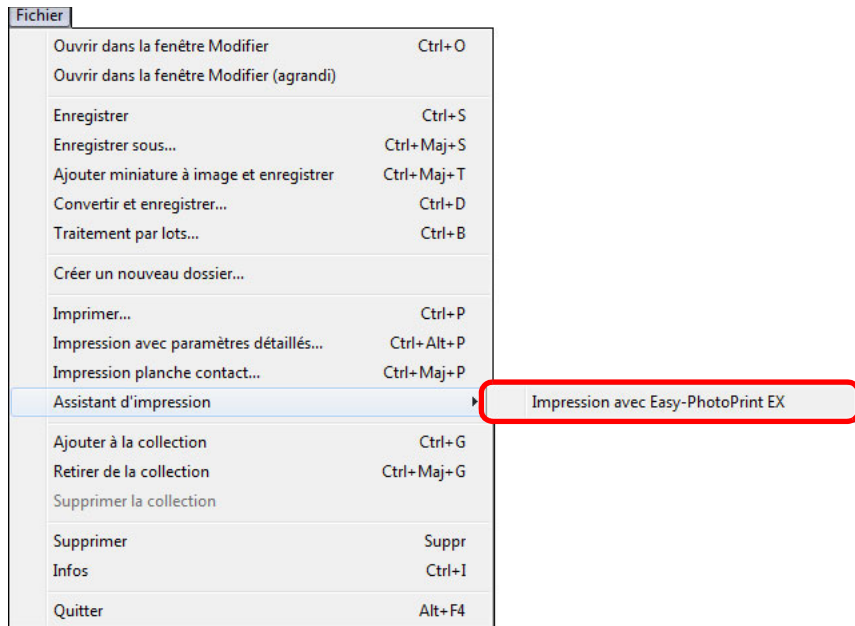 Fichier
Ouvrir dans la fenêtre Modifier Ctrl+O
Ouvrir dans la fenêtre Modifier (agrandi)
Enregistrer Ctrl+S
Enregistrer sous... Ctrl+Maj+S
Ajouter miniature à image et enregistrer Ctrl+Maj+T
Convertir et enregistrer... Ctrl+D
Traitement par lots... Ctrl+B
Créer un nouveau dossier...
Imprimer... Ctrl+P
Impression avec paramètres détaillés... Ctrl+Alt+P
Impression planche contact... Ctrl+Maj+P
Assistant d'impression Impression avec Easy-PhotoPrint EX
Ajouter à la collection Ctrl+G
Retirer de la collection Ctrl+Maj+G
Supprimer la collection
Supprimer Suppr
Infos Ctrl+I
Quitter Alt+F4